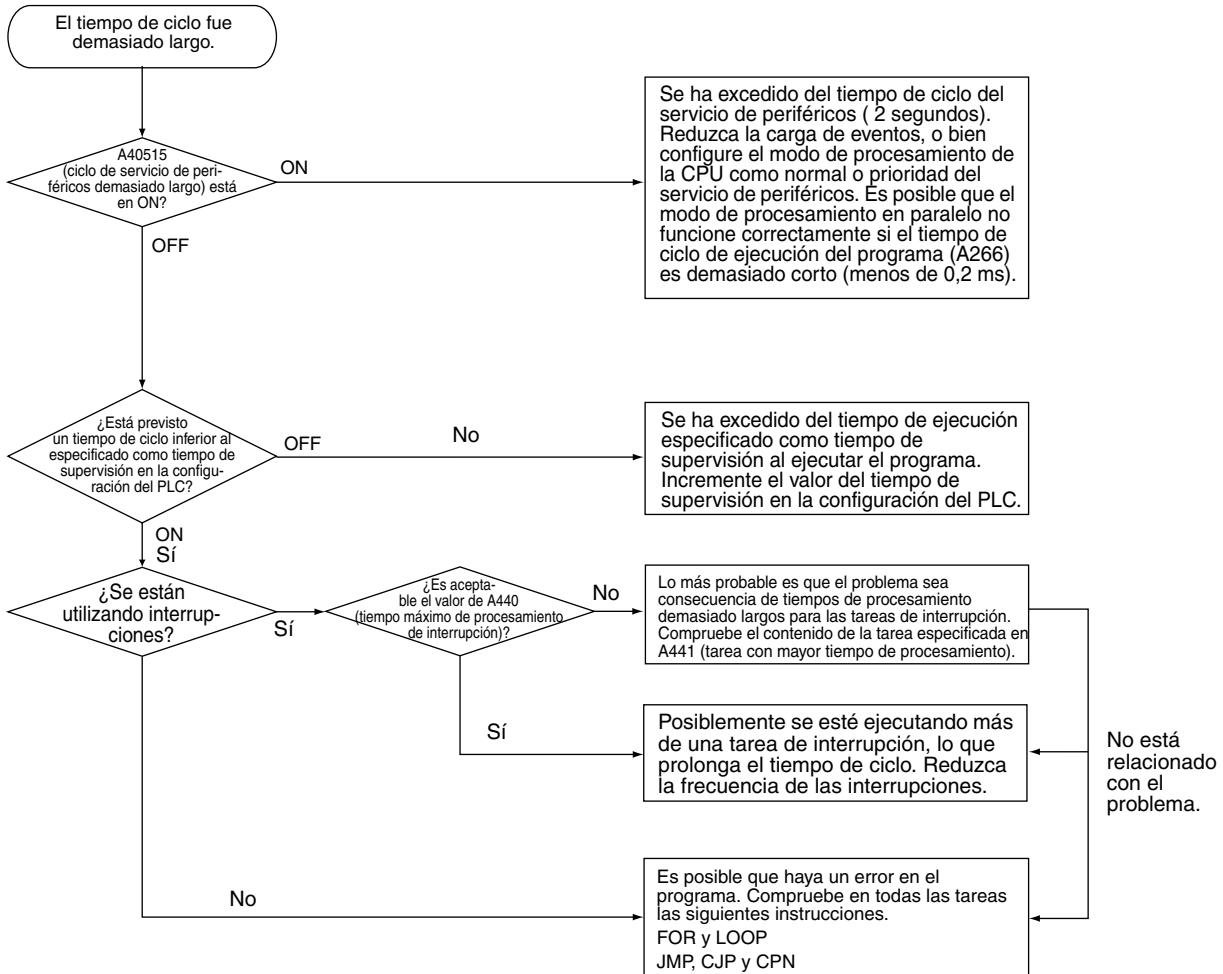 El tiempo de ciclo fue
demasiado largo.
A40515
(ciclo de servicio de peri-
féricos demasiado largo) está
en ON?
ON
OFF
Se ha excedido del tiempo de ciclo del
servicio de periféricos ( 2 segundos).
Reduzca la carga de eventos, o bien
configure el modo de procesamiento de
la CPU como normal o prioridad del
servicio de periféricos. Es posible que el
modo de procesamiento en paralelo no
funcione correctamente si el tiempo de
ciclo de ejecución del programa (A266)
es demasiado corto (menos de 0,2 ms).
¿Está previsto
un tiempo de ciclo inferior al
especificado como tiempo de
supervisión en la configu-
ración del PLC?
OFF
No
Se ha excedido del tiempo de ejecución
especificado como tiempo de
supervisión al ejecutar el programa.
Incremente el valor del tiempo de
supervisión en la configuración del PLC.
ON
Sí
¿Se están
utilizando interrup-
ciones?
Sí
¿Es acepta-
ble el valor de A440
(tiempo máximo de procesamiento
de interrupción)?
No
Lo más probable es que el problema sea
consecuencia de tiempos de procesamiento
demasiado largos para las tareas de interrupción.
Compruebe el contenido de la tarea especificada en
A441 (tarea con mayor tiempo de procesamiento).
Sí
Posiblemente se esté ejecutando más
de una tarea de interrupción, lo que
prolonga el tiempo de ciclo. Reduzca
la frecuencia de las interrupciones.
No está
relacionado
con el
problema.
No
Es posible que haya un error en el
programa. Compruebe en todas las tareas
las siguientes instrucciones.
FOR y LOOP
JMP, CJP y CPN